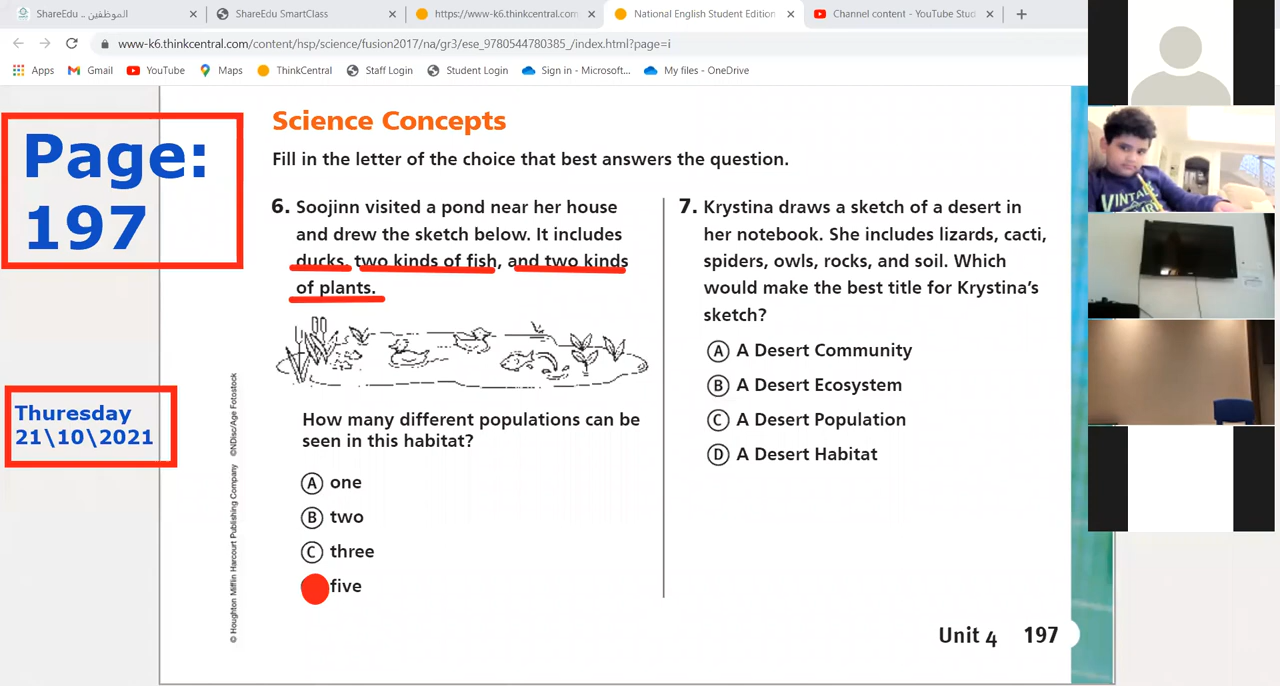 ShareEdu .. الموظفين
ShareEdu SmartClass
https://www-k6.thinkcentral.com
National English Student Edition
Channel content - YouTube Stud
www-k6.thinkcentral.com/content/hsp/science/fusion2017/na/gr3/ese_9780544780385_/index.html?page=i
Apps
Gmail
YouTube
Maps
ThinkCentral
Staff Login
Student Login
Sign in - Microsoft...
My files - OneDrive
Page:
197
Thuresday
21\10\2021
Science Concepts
Fill in the letter of the choice that best answers the question.
6. Soojinn visited a pond near her house
and drew the sketch below. It includes
ducks, two kinds of fish, and two kinds
of plants.
How many different populations can be
seen in this habitat?
A one
B two
C three
five
7. Krystina draws a sketch of a desert in
her notebook. She includes lizards, cacti,
spiders, owls, rocks, and soil. Which
would make the best title for Krystina's
sketch?
A A Desert Community
B A Desert Ecosystem
C A Desert Population
D A Desert Habitat
© Houghton Mifflin Harcourt Publishing Company ©NDisc/Age Fotostock
Unit 4 197
VINTAGE